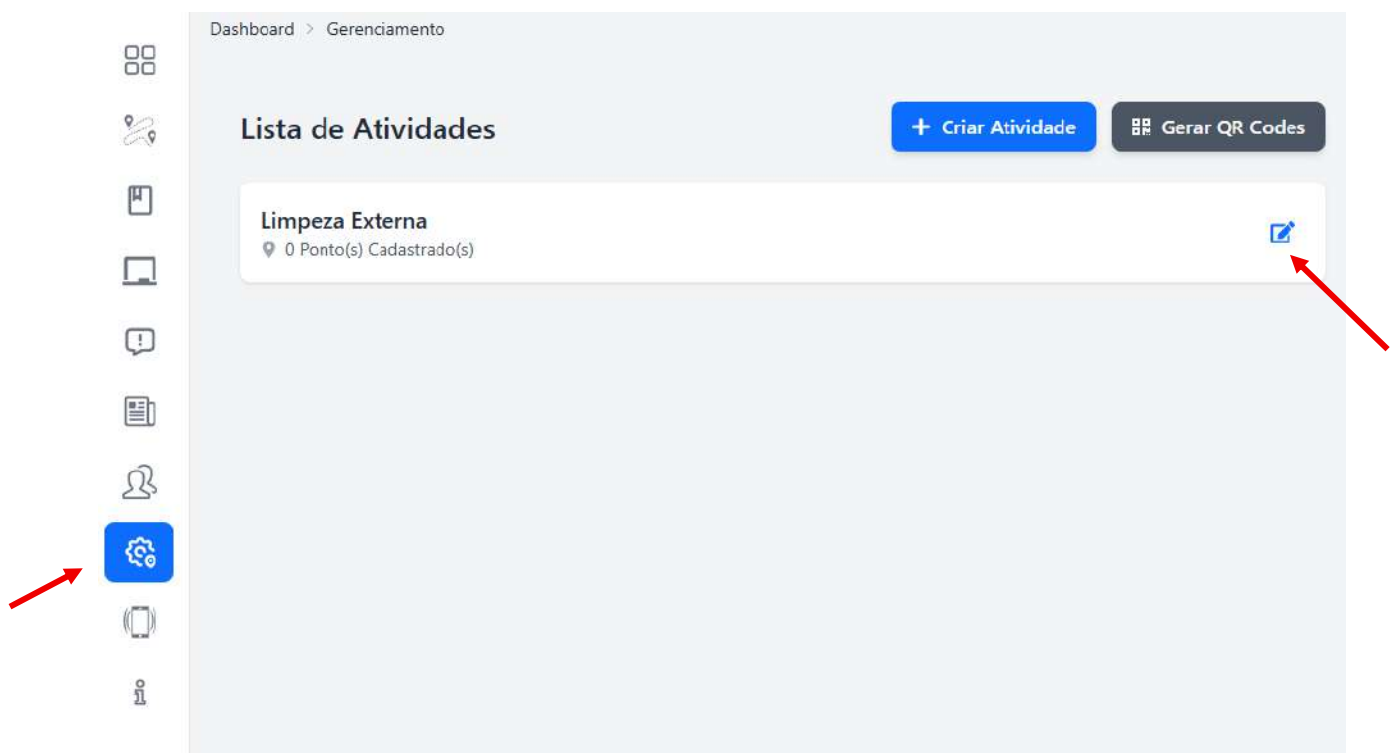 Dashboard > Gerenciamento
Lista de Atividades
+ Criar Atividade
Gerar QR Codes
Limpeza Externa
0 Ponto(s) Cadastrado(s)